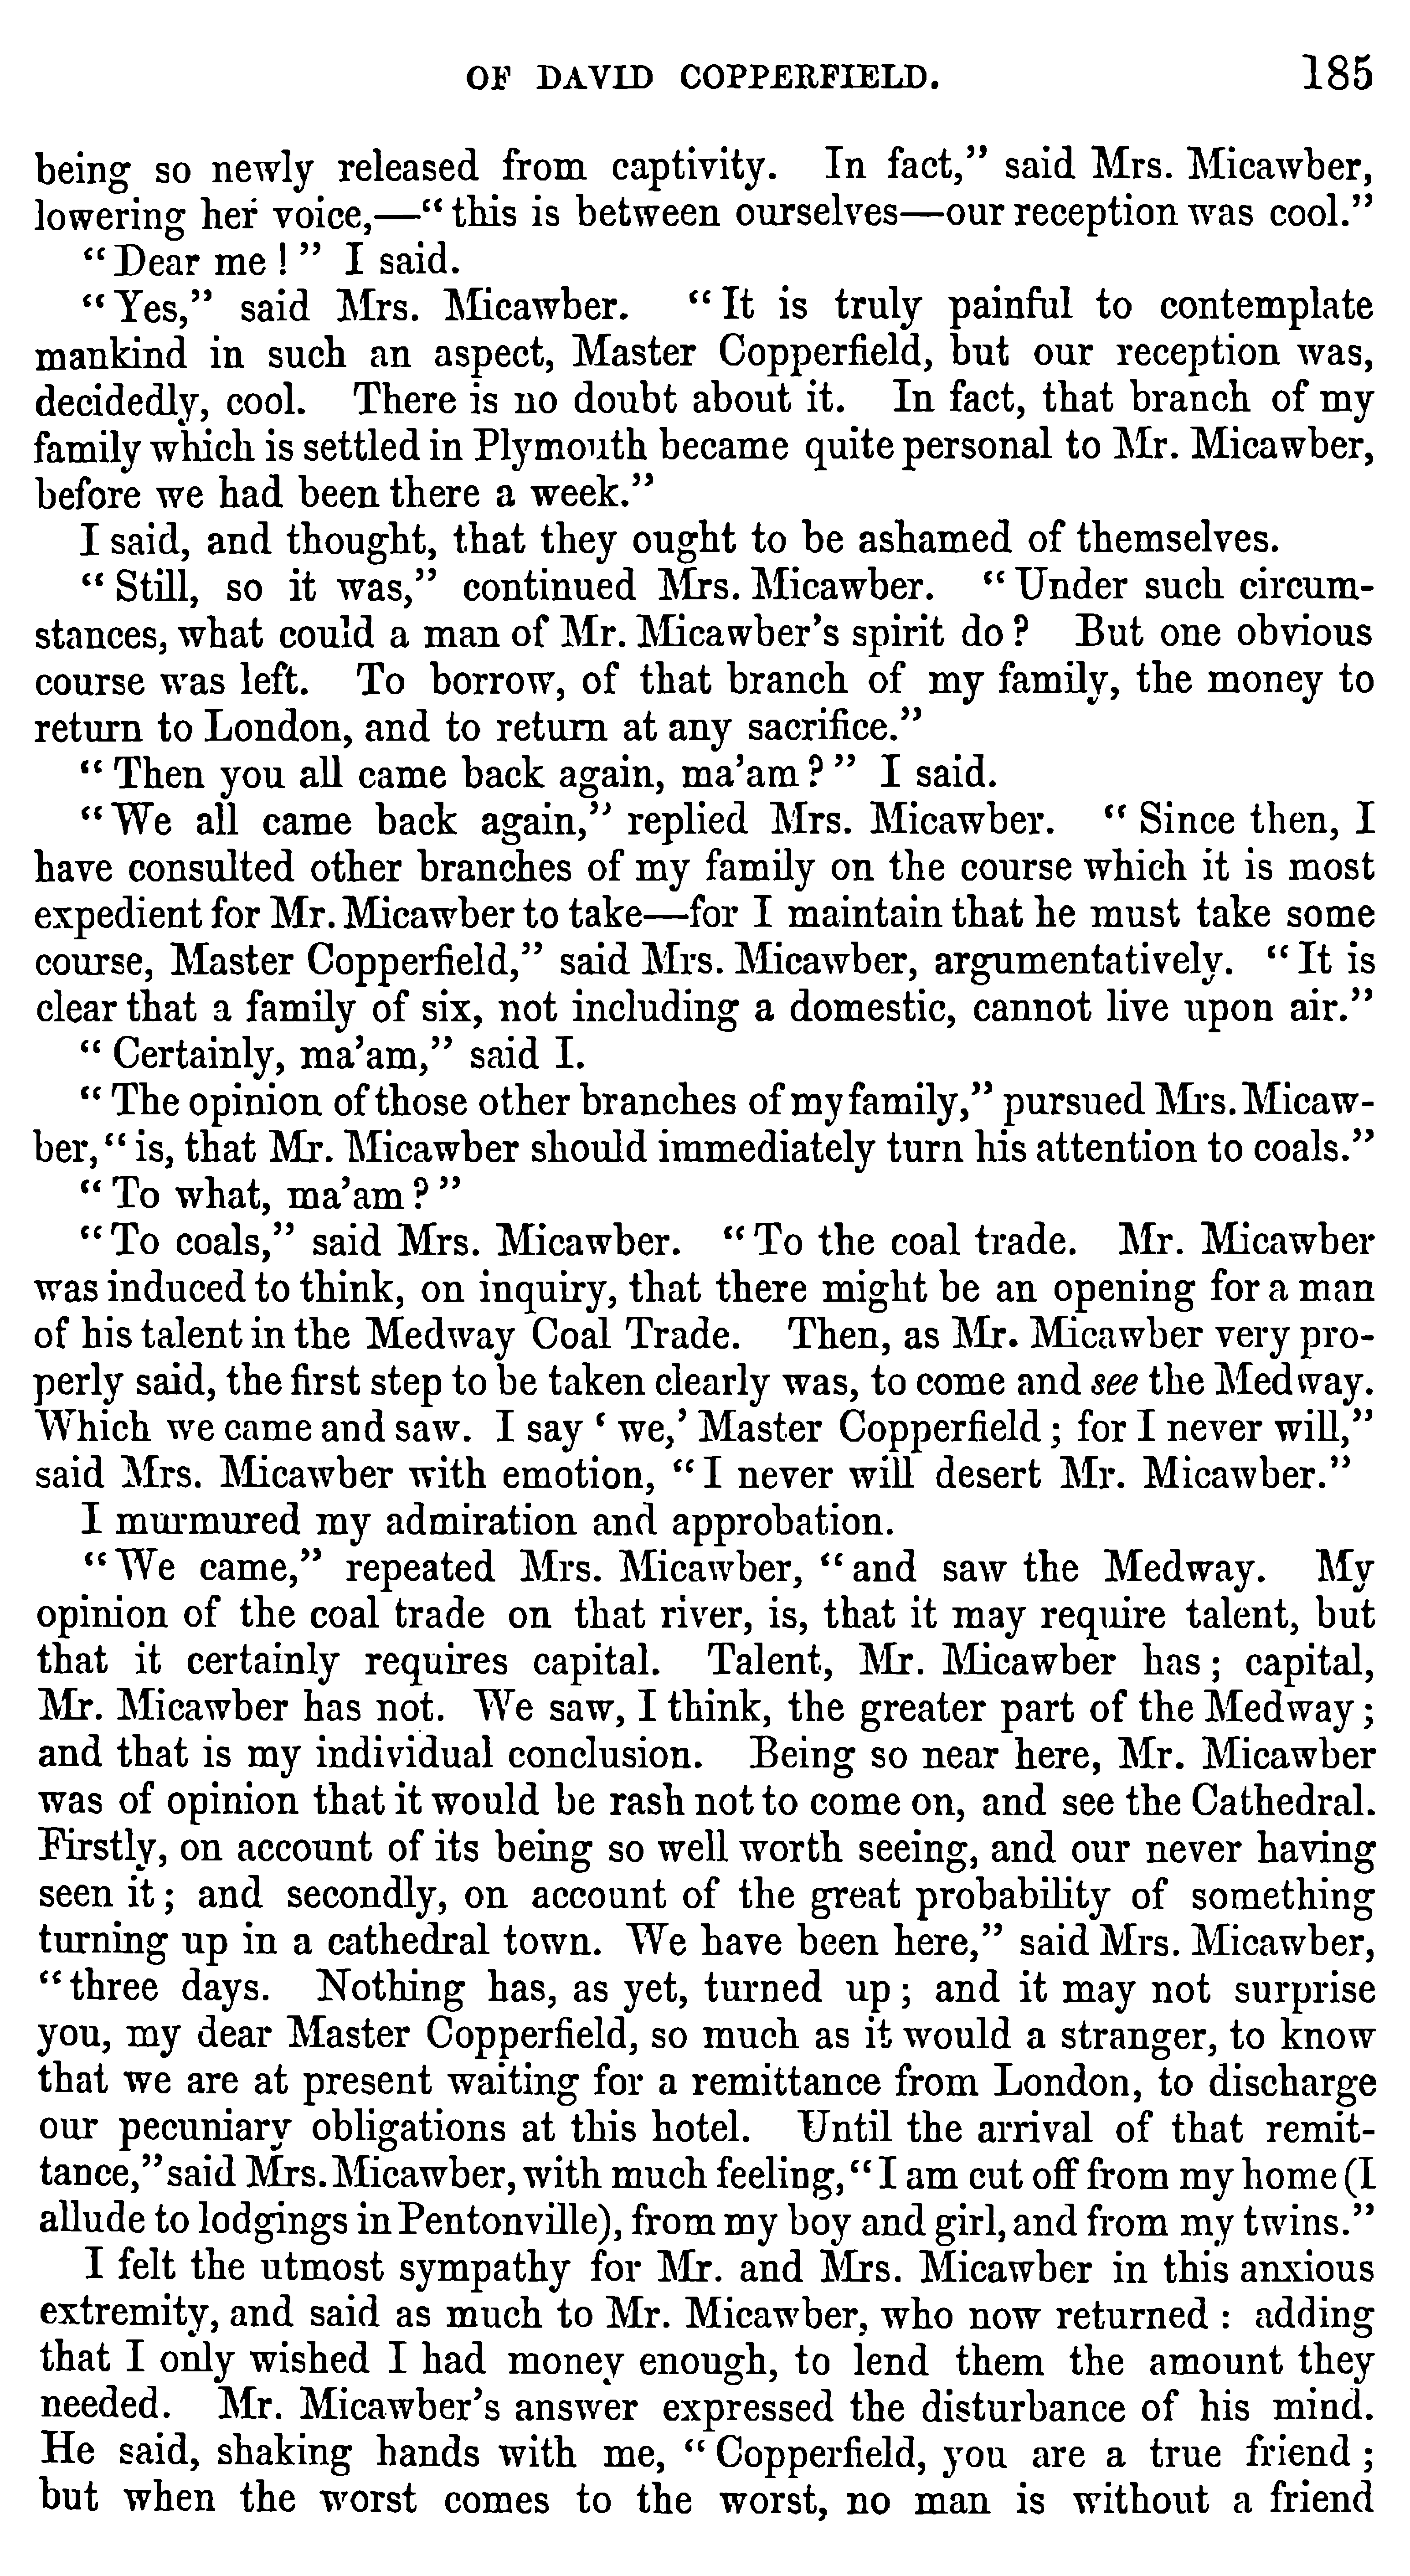 OF DAVID COPPERFIELD. 185
being so newly released from captivity. In fact,” said Mrs. Micawber,
lowering her voice,—“this is between ourselves—our reception was cool.”
“Dear me!” I said.
“Yes,” said Mrs. Micawber. “It is truly painful to contemplate
mankind in such an aspect, Master Copperfield, but our reception was,
decidedly, cool. There is no doubt about it. In fact, that branch of my
family which is settled in Plymouth became quite personal to Mr. Micawber,
before we had been there a week.”
I said, and thought, that they ought to be ashamed of themselves.
“Still, so it was,” continued Mrs. Micawber. “Under such circum-
stances, what could a man of Mr. Micawber’s spirit do? But one obvious
course was left. To borrow, of that branch of my family, the money to
return to London, and to return at any sacrifice.”
“Then you all came back again, ma’am?” I said.
“We all came back again,” replied Mrs. Micawber. “Since then, I
have consulted other branches of my family on the course which it is most
expedient for Mr. Micawber to take—for I maintain that he must take some
course, Master Copperfield,” said Mrs. Micawber, argumentatively. “It is
clear that a family of six, not including a domestic, cannot live upon air.”
“Certainly, ma’am,” said I.
“The opinion of those other branches of my family,” pursued Mrs. Micaw-
ber, “is, that Mr. Micawber should immediately turn his attention to coals.”
“To what, ma’am?”
“To coals,” said Mrs. Micawber. “To the coal trade. Mr. Micawber
was induced to think, on inquiry, that there might be an opening for a man
of his talent in the Medway Coal Trade. Then, as Mr. Micawber very pro-
perly said, the first step to be taken clearly was, to come and see the Medway.
Which we came and saw. I say ‘we,’ Master Copperfield; for I never will,”
said Mrs. Micawber with emotion, “I never will desert Mr. Micawber.”
I murmured my admiration and approbation.
“We came,” repeated Mrs. Micawber, “and saw the Medway. My
opinion of the coal trade on that river, is, that it may require talent, but
that it certainly requires capital. Talent, Mr. Micawber has; capital,
Mr. Micawber has not. We saw, I think, the greater part of the Medway;
and that is my individual conclusion. Being so near here, Mr. Micawber
was of opinion that it would be rash not to come on, and see the Cathedral.
Firstly, on account of its being so well worth seeing, and our never having
seen it; and secondly, on account of the great probability of something
turning up in a cathedral town. We have been here,” said Mrs. Micawber,
“three days. Nothing has, as yet, turned up; and it may not surprise
you, my dear Master Copperfield, so much as it would a stranger, to know
that we are at present waiting for a remittance from London, to discharge
our pecuniary obligations at this hotel. Until the arrival of that remit-
tance,” said Mrs. Micawber, with much feeling, “I am cut off from my home (I
allude to lodgings in Pentonville), from my boy and girl, and from my twins.”
I felt the utmost sympathy for Mr. and Mrs. Micawber in this anxious
extremity, and said as much to Mr. Micawber, who now returned: adding
that I only wished I had money enough, to lend them the amount they
needed. Mr. Micawber’s answer expressed the disturbance of his mind.
He said, shaking hands with me, “Copperfield, you are a true friend;
but when the worst comes to the worst, no man is without a friend